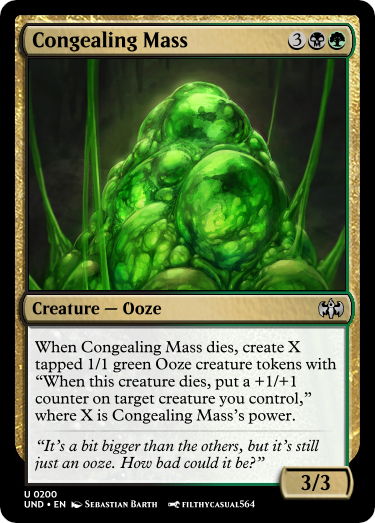 Congealing Mass 3
Creature — Ooze
When Congealing Mass dies, create X
tapped 1/1 green Ooze creature tokens with
“When this creature dies, put a +1/+1
counter on target creature you control,”
where X is Congealing Mass’s power.
“It’s a bit bigger than the others, but it’s still
just an ooze. How bad could it be?”
3/3
U 0200
UND • EN Sebastian Barth filthycasual564